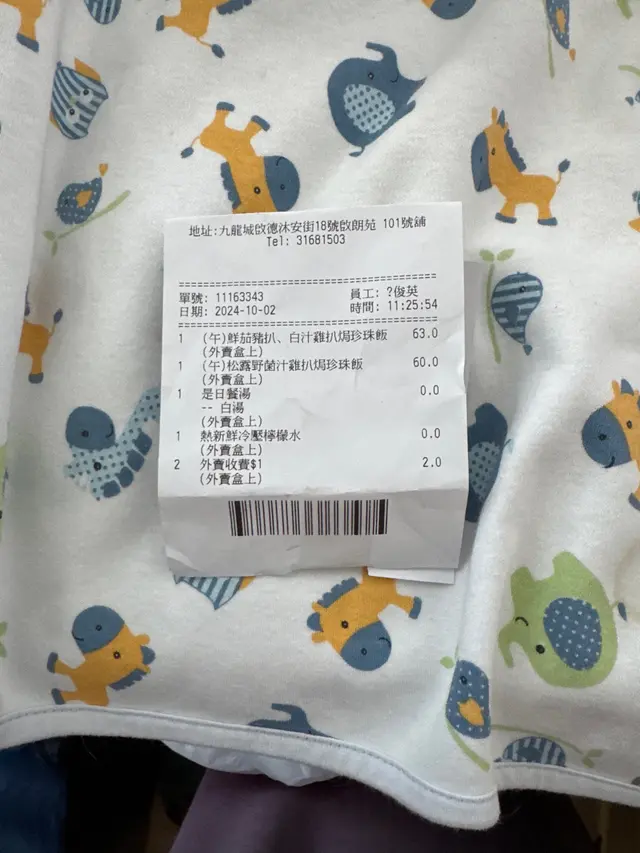 地址:九龍城啟德沐安街18號啟朗苑 101號舖
Tel: 31681503
單號: 11163343 員工: ?俊英
日期: 2024-10-02 時間: 11:25:54
1 (午)鮮茄豬扒、白汁雞扒焗珍珠飯 63.0
(外賣盒上)
1 (午)松露野菌汁雞扒焗珍珠飯 60.0
(外賣盒上)
1 是日餐湯 0.0
-- 白湯
(外賣盒上)
1 熱新鮮冷壓檸檬水 0.0
(外賣盒上)
2 外賣收費$1 2.0
(外賣盒上)